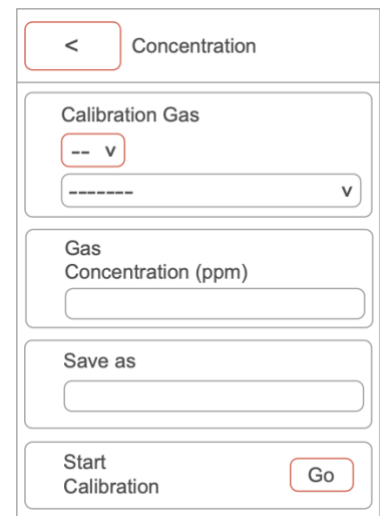 < Concentration
Calibration Gas
-- v
------- v
Gas
Concentration (ppm)
Save as
Start
Calibration
Go